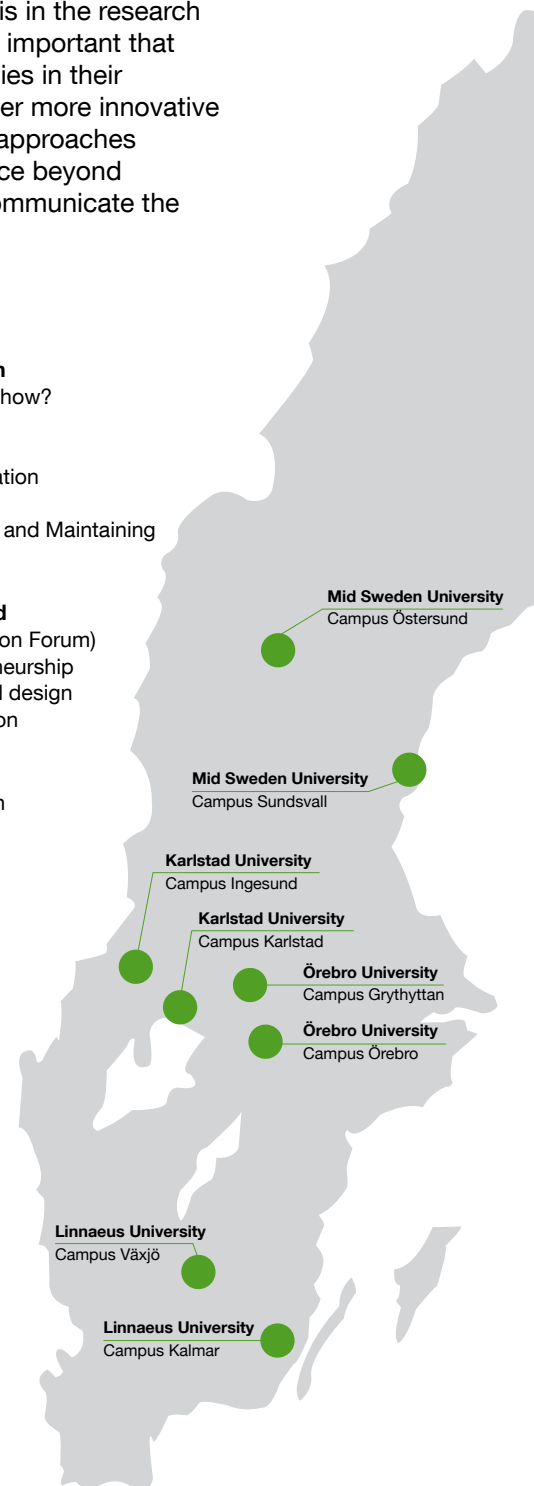 is in the research
important that
ies in their
er more innovative
approaches
ce beyond
ommunicate the
n
how?
ation
and Maintaining
d
on Forum)
neurship
design
on
n
Mid Sweden University
Campus Östersund
Mid Sweden University
Campus Sundsvall
Karlstad University
Campus Ingesund
Karlstad University
Campus Karlstad
Örebro University
Campus Grythyttan
Örebro University
Campus Örebro
Linnaeus University
Campus Växjö
Linnaeus University
Campus Kalmar